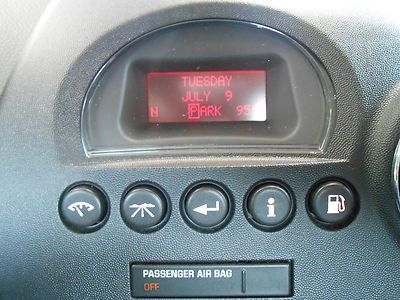 TUESDAY
JULY 9
N PARK 95°
i
PASSENGER AIR BAG
OFF